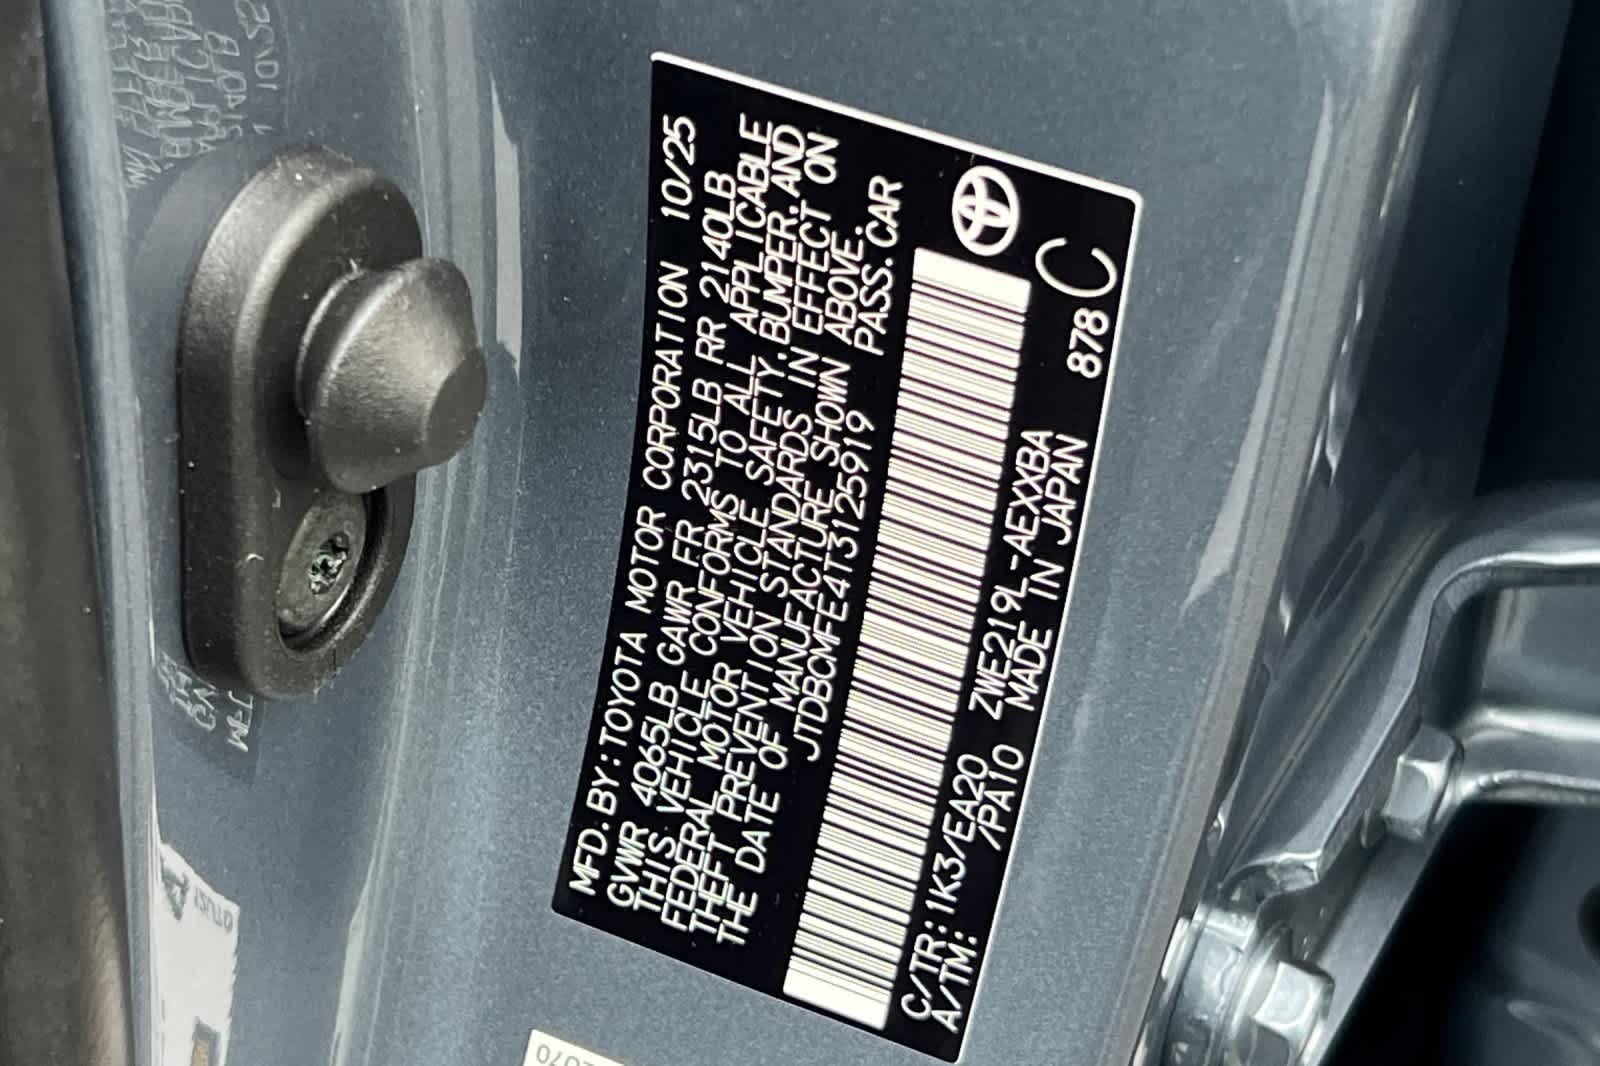 MFD.BY:TOYOTA MOTOR CORPORATION 10/25
GVWR 4065LB GAWR FR 2315LB RR 2140LB
THIS VEHICLE CONFORMS TO ALL APPLICABLE
FEDERAL MOTOR VEHICLE SAFETY,BUMPER,AND
THEFT PREVENTION STANDARDS IN EFFECT ON
THE DATE OF MANUFACTURE SHOWN ABOVE.
JTDBCMFE4T3125919 PASS.CAR
C/TR:1K3/EA20 ZWE219L-AEXXBA 878 C
A/TM: /PA10 MADE IN JAPAN